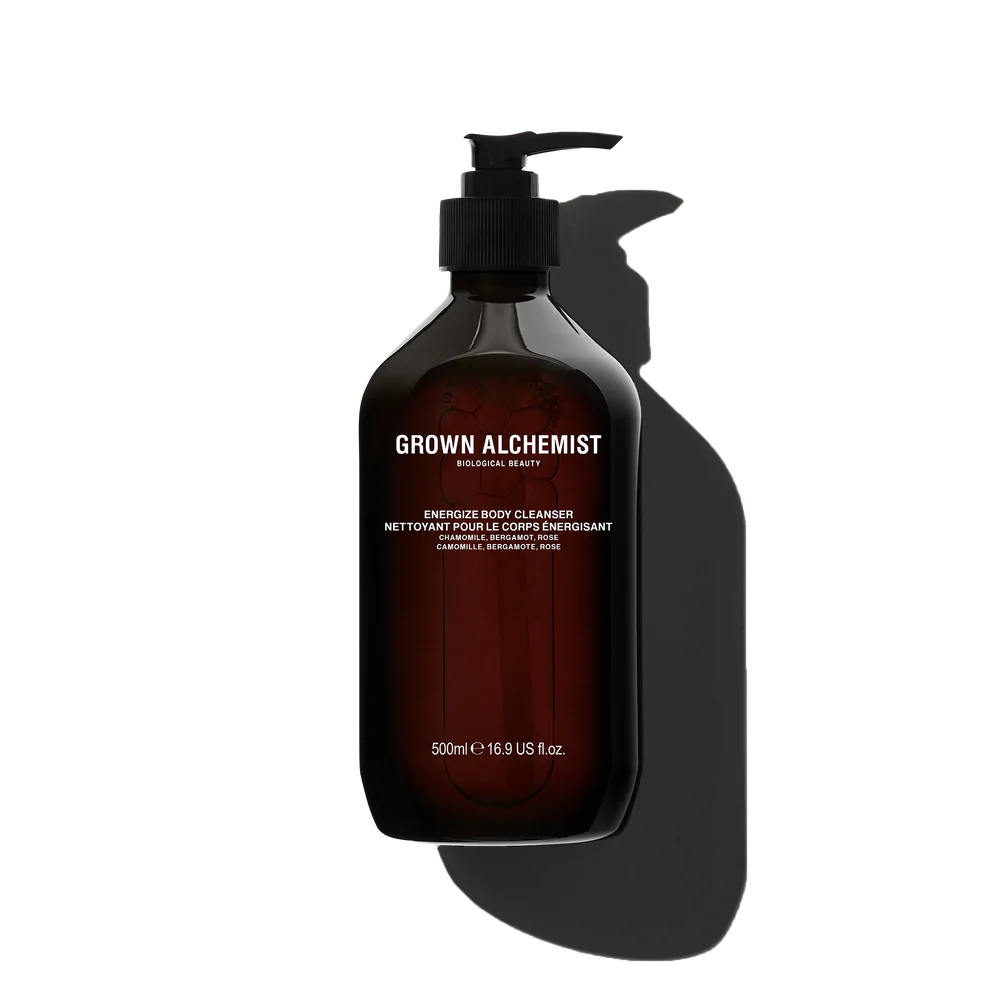 GROWN ALCHEMIST
BIOLOGICAL BEAUTY
ENERGIZE BODY CLEANSER
NETTOYANT POUR LE CORPS ÉNERGISANT
CHAMOMILE, BERGAMOT, ROSE
CAMOMILLE, BERGAMOTE, ROSE
500ml ℮ 16.9 US fl.oz.